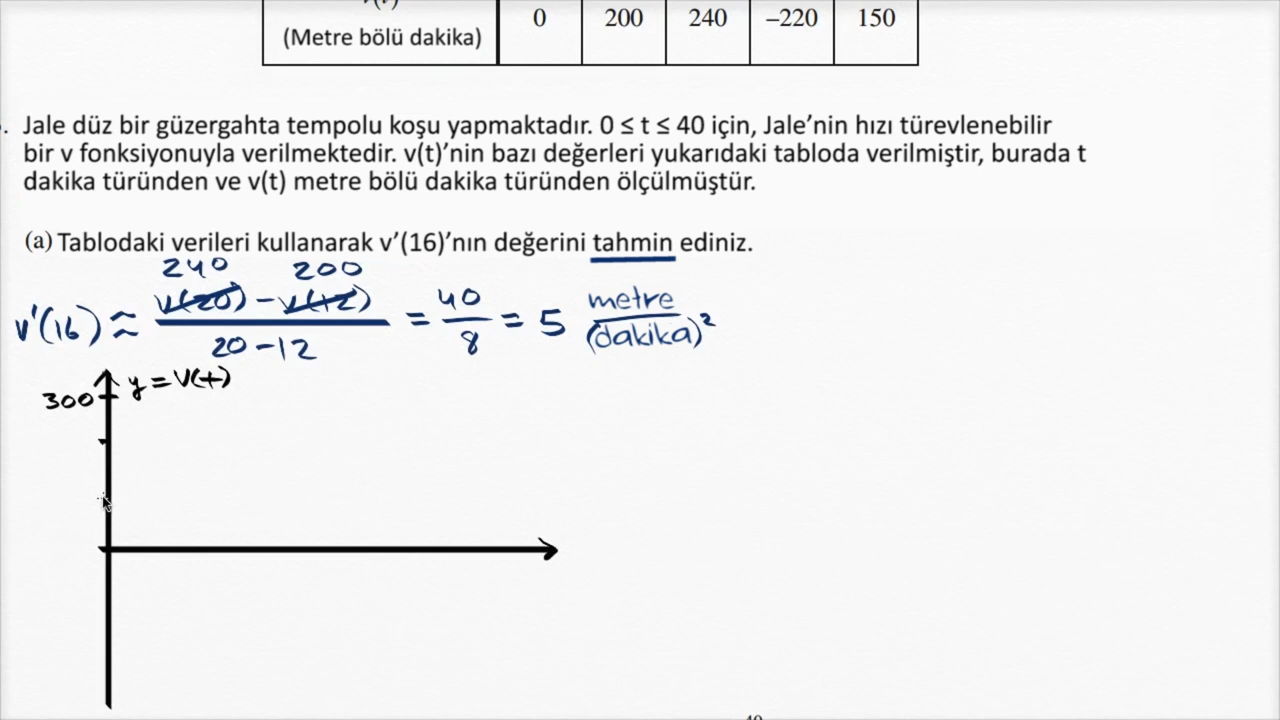 (Metre bölü dakika) 0 200 240 –220 150
. Jale düz bir güzergahta tempolu koşu yapmaktadır. 0 ≤ t ≤ 40 için, Jale’nin hızı türevlenebilir
bir v fonksiyonuyla verilmektedir. v(t)’nin bazı değerleri yukarıdaki tabloda verilmiştir, burada t
dakika türünden ve v(t) metre bölü dakika türünden ölçülmüştür.
(a) Tablodaki verileri kullanarak v’(16)’nın değerini tahmin ediniz.
240 200
v'(16) ≈ v(20) – v(12) = 40 = 5 metre
20 – 12 8 (dakika)²
y = v(t)
300